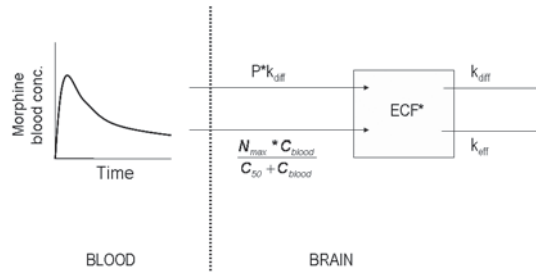 Morphine
blood conc.
Time
P*k_diff
N_max * C_blood
C_50 + C_blood
ECF*
k_diff
k_eff
BLOOD
BRAIN